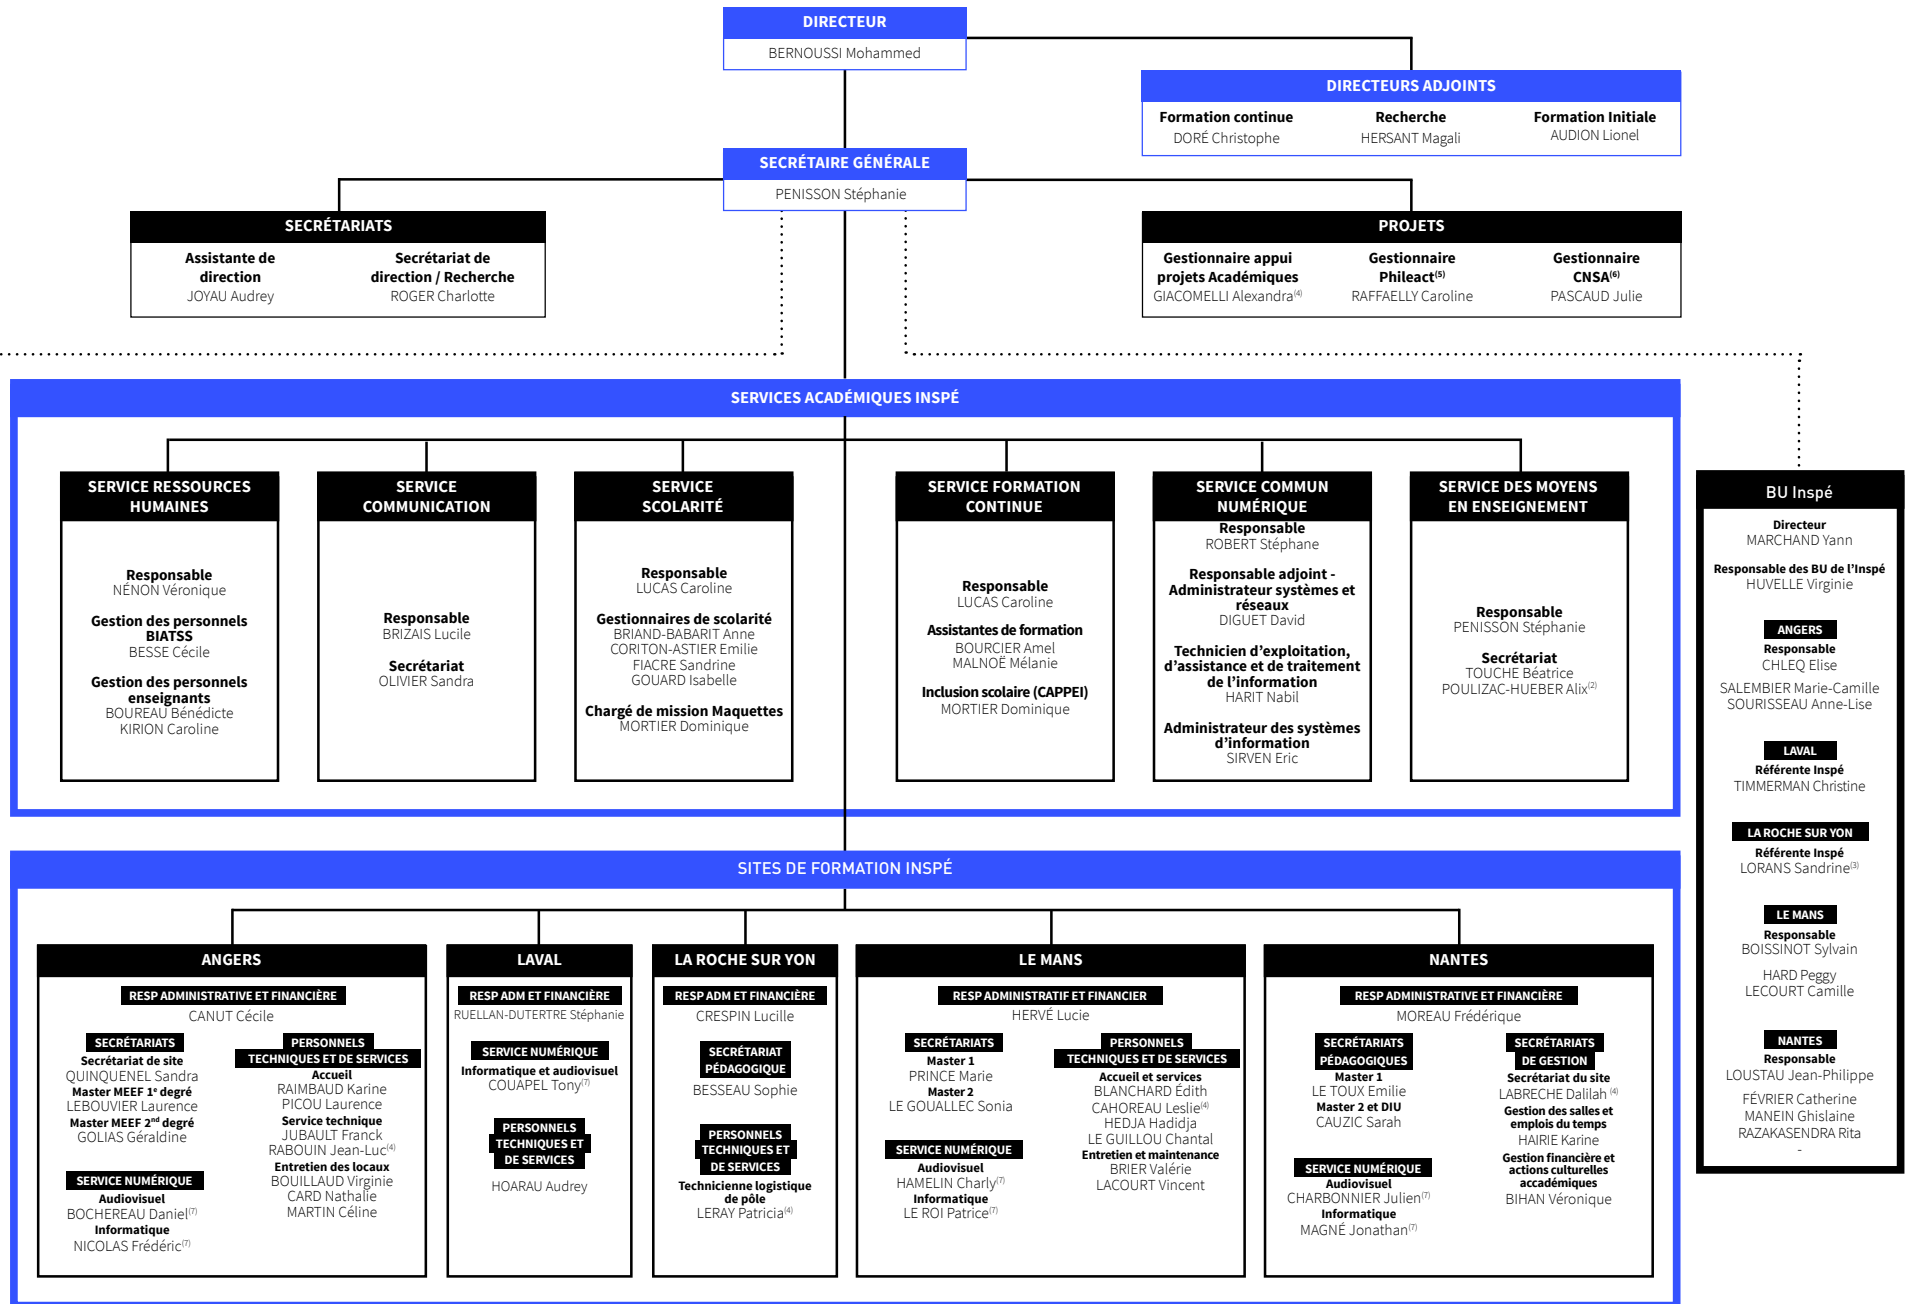 DIRECTEUR
BERNOUSSI Mohammed
DIRECTEURS ADJOINTS
Formation continue
DORÉ Christophe
Recherche
HERSANT Magali
Formation Initiale
AUDION Lionel
SECRÉTAIRE GÉNÉRALE
PENISSON Stéphanie
SECRÉTARIATS
Assistante de
direction
JOYAU Audrey
Secrétariat de
direction / Recherche
ROGER Charlotte
PROJETS
Gestionnaire appui
projets Académiques
GIACOMELLI Alexandra(4)
Gestionnaire
Phileact(5)
RAFFAELLY Caroline
Gestionnaire
CNSA(6)
PASCAUD Julie
SERVICES ACADÉMIQUES INSPÉ
SERVICE RESSOURCES
HUMAINES
Responsable
NÉNON Véronique
Gestion des personnels
BIATSS
BESSE Cécile
Gestion des personnels
enseignants
BOUREAU Bénédicte
KIRION Caroline
SERVICE
COMMUNICATION
Responsable
BRIZAIS Lucile
Secrétariat
OLIVIER Sandra
SERVICE
SCOLARITÉ
Responsable
LUCAS Caroline
Gestionnaires de scolarité
BRIAND-BABARIT Anne
CORITON-ASTIER Emilie
FIACRE Sandrine
GOUARD Isabelle
Chargé de mission Maquettes
MORTIER Dominique
SERVICE FORMATION
CONTINUE
Responsable
LUCAS Caroline
Assistantes de formation
BOURCIER Amel
MALNOË Mélanie
Inclusion scolaire (CAPPEI)
MORTIER Dominique
SERVICE COMMUN
NUMÉRIQUE
Responsable
ROBERT Stéphane
Responsable adjoint -
Administrateur systèmes et
réseaux
DIGUET David
Technicien d’exploitation,
d’assistance et de traitement
de l’information
HARIT Nabil
Administrateur des systèmes
d’information
SIRVEN Eric
SERVICE DES MOYENS
EN ENSEIGNEMENT
Responsable
PENISSON Stéphanie
Secrétariat
TOUCHE Béatrice
POULIZAC-HUEBER Alix(2)
BU Inspé
Directeur
MARCHAND Yann
Responsable des BU de l’Inspé
HUVELLE Virginie
ANGERS
Responsable
CHLEQ Elise
SALEMBIER Marie-Camille
SOURISSEAU Anne-Lise
LAVAL
Référente Inspé
TIMMERMAN Christine
LA ROCHE SUR YON
Référente Inspé
LORANS Sandrine(3)
LE MANS
Responsable
BOISSINOT Sylvain
HARD Peggy
LECOURT Camille
NANTES
Responsable
LOUSTAU Jean-Philippe
FÉVRIER Catherine
MANEIN Ghislaine
RAZAKASENDRA Rita
-
SITES DE FORMATION INSPÉ
ANGERS
RESP ADMINISTRATIVE ET FINANCIÈRE
CANUT Cécile
SECRÉTARIATS
Secrétariat de site
QUINQUENEL Sandra
Master MEEF 1e degré
LEBOUVIER Laurence
Master MEEF 2nd degré
GOLIAS Géraldine
SERVICE NUMÉRIQUE
Audiovisuel
BOCHEREAU Daniel(7)
Informatique
NICOLAS Frédéric(7)
PERSONNELS
TECHNIQUES ET DE SERVICES
Accueil
RAIMBAUD Karine
PICOU Laurence
Service technique
JUBAULT Franck
RABOUIN Jean-Luc(4)
Entretien des locaux
BOUILLAUD Virginie
CARD Nathalie
MARTIN Céline
LAVAL
RESP ADM ET FINANCIÈRE
RUELLAN-DUTERTRE Stéphanie
SERVICE NUMÉRIQUE
Informatique et audiovisuel
COUAPEL Tony(7)
PERSONNELS
TECHNIQUES ET
DE SERVICES
HOARAU Audrey
LA ROCHE SUR YON
RESP ADM ET FINANCIÈRE
CRESPIN Lucille
SECRÉTARIAT
PÉDAGOGIQUE
BESSEAU Sophie
PERSONNELS
TECHNIQUES ET
DE SERVICES
Technicienne logistique
de pôle
LERAY Patricia(4)
LE MANS
RESP ADMINISTRATIF ET FINANCIER
HERVÉ Lucie
SECRÉTARIATS
Master 1
PRINCE Marie
Master 2
LE GOUALLEC Sonia
SERVICE NUMÉRIQUE
Audiovisuel
HAMELIN Charly(7)
Informatique
LE ROI Patrice(7)
PERSONNELS
TECHNIQUES ET DE SERVICES
Accueil et services
BLANCHARD Édith
CAHOREAU Leslie(4)
HEDJA Hadidja
LE GUILLOU Chantal
Entretien et maintenance
BRIER Valérie
LACOURT Vincent
NANTES
RESP ADMINISTRATIVE ET FINANCIÈRE
MOREAU Frédérique
SECRÉTARIATS
PÉDAGOGIQUES
Master 1
LE TOUX Emilie
Master 2 et DIU
CAUZIC Sarah
SERVICE NUMÉRIQUE
Audiovisuel
CHARBONNIER Julien(7)
Informatique
MAGNÉ Jonathan(7)
SECRÉTARIATS
DE GESTION
Secrétariat du site
LABRECHE Dalilah (4)
Gestion des salles et
emplois du temps
HAIRIE Karine
Gestion financière et
actions culturelles
accadémiques
BIHAN Véronique